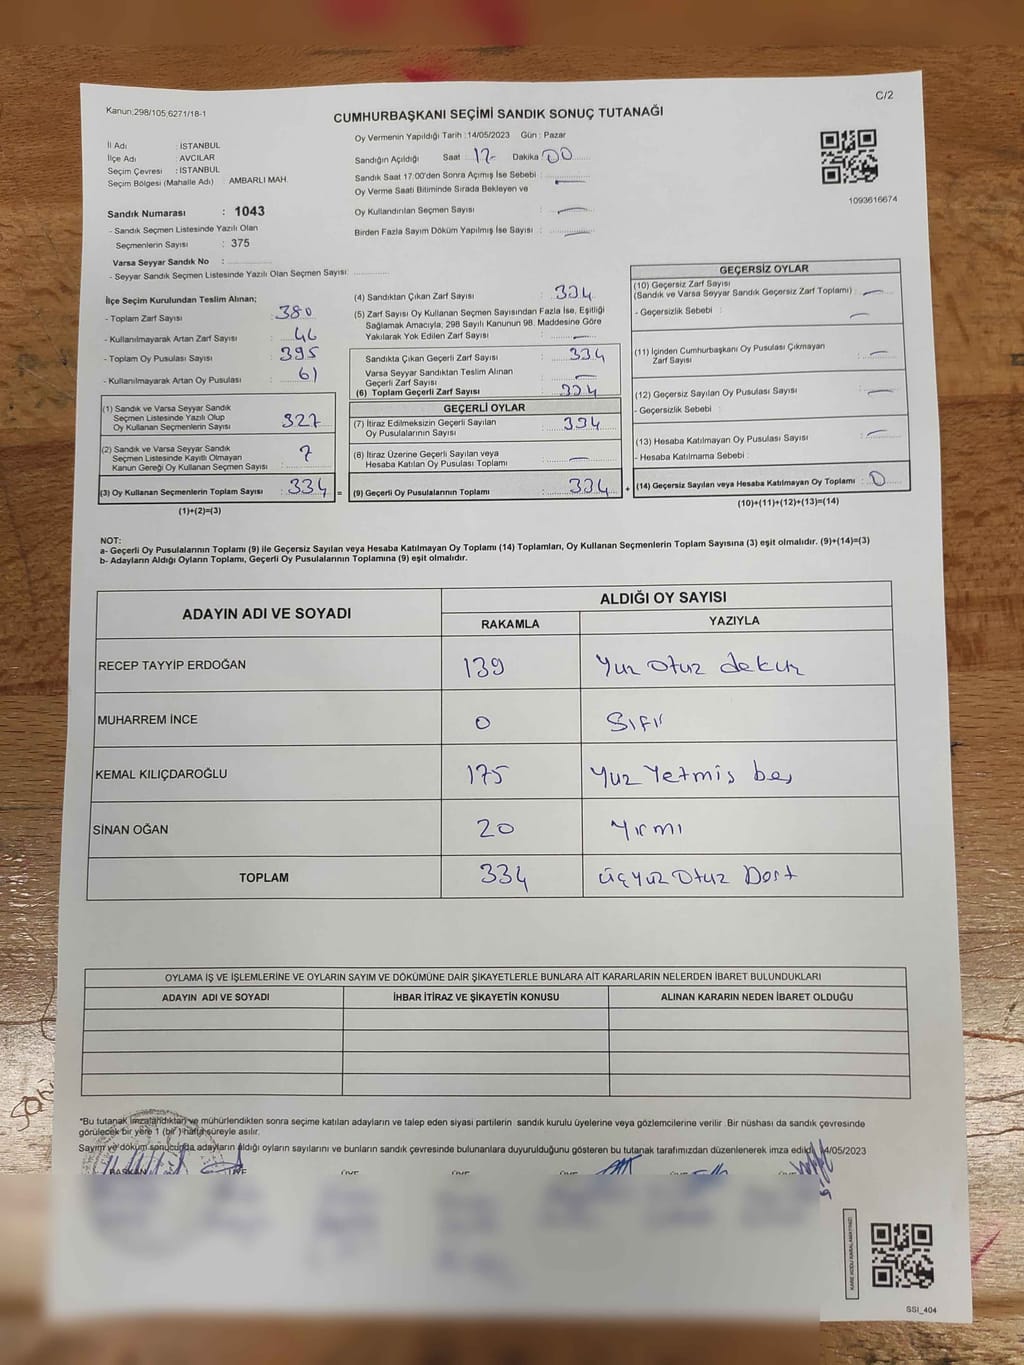 Kanun:298/105;6271/18-1
C/2
CUMHURBAŞKANI SEÇİMİ SANDIK SONUÇ TUTANAĞI
İl Adı : İSTANBUL
İlçe Adı : AVCILAR
Seçim Çevresi : İSTANBUL
Seçim Bölgesi (Mahalle Adı) : AMBARLI MAH.
Oy Vermenin Yapıldığı Tarih :14/05/2023 Gün : Pazar
Sandığın Açıldığı Saat :17 Dakika :00
Sandık Saat 17:00'den Sonra Açımış İse Sebebi :
Oy Verme Saati Bitiminde Sırada Bekleyen ve
Oy Kullandırılan Seçmen Sayısı :
Birden Fazla Sayım Döküm Yapılmış İse Sayısı :
1093616674
Sandık Numarası : 1043
- Sandık Seçmen Listesinde Yazılı Olan
Seçmenlerin Sayısı : 375
Varsa Seyyar Sandık No :
- Seyyar Sandık Seçmen Listesinde Yazılı Olan Seçmen Sayısı:
İlçe Seçim Kurulundan Teslim Alınan;
- Toplam Zarf Sayısı : 380
- Kullanılmayarak Artan Zarf Sayısı : 46
- Toplam Oy Pusulası Sayısı : 395
- Kullanılmayarak Artan Oy Pusulası : 61
(1) Sandık ve Varsa Seyyar Sandık
Seçmen Listesinde Yazılı Olup
Oy Kullanan Seçmenlerin Sayısı : 327
(2) Sandık ve Varsa Seyyar Sandık
Seçmen Listesinde Kayıtlı Olmayan
Kanun Gereği Oy Kullanan Seçmen Sayısı : 7
(3) Oy Kullanan Seçmenlerin Toplam Sayısı : 334 =
(1)+(2)=(3)
(4) Sandıktan Çıkan Zarf Sayısı : 334
(5) Zarf Sayısı Oy Kullanan Seçmen Sayısından Fazla İse, Eşitliği
Sağlamak Amacıyla, 298 Sayılı Kanunun 98. Maddesine Göre
Yakılarak Yok Edilen Zarf Sayısı :
Sandıkta Çıkan Geçerli Zarf Sayısı : 334
Varsa Seyyar Sandıktan Teslim Alınan
Geçerli Zarf Sayısı :
(6) Toplam Geçerli Zarf Sayısı : 334
GEÇERLİ OYLAR
(7) İtiraz Edilmeksizin Geçerli Sayılan
Oy Pusulalarının Sayısı : 334
(8) İtiraz Üzerine Geçerli Sayılan veya
Hesaba Katılan Oy Pusulası Toplamı :
(9) Geçerli Oy Pusulalarının Toplamı : 334 +
GEÇERSİZ OYLAR
(10) Geçersiz Zarf Sayısı
(Sandık ve Varsa Seyyar Sandık Geçersiz Zarf Toplamı) :
- Geçersizlik Sebebi :
(11) İçinden Cumhurbaşkanı Oy Pusulası Çıkmayan
Zarf Sayısı :
(12) Geçersiz Sayılan Oy Pusulası Sayısı :
- Geçersizlik Sebebi :
(13) Hesaba Katılmayan Oy Pusulası Sayısı :
- Hesaba Katılmama Sebebi :
(14) Geçersiz Sayılan veya Hesaba Katılmayan Oy Toplamı : 0
(10)+(11)+(12)+(13)=(14)
NOT:
a- Geçerli Oy Pusulalarının Toplamı (9) ile Geçersiz Sayılan veya Hesaba Katılmayan Oy Toplamı (14) Toplamları, Oy Kullanan Seçmenlerin Toplam Sayısına (3) eşit olmalıdır. (9)+(14)=(3)
b- Adayların Aldığı Oyların Toplamı, Geçerli Oy Pusulalarının Toplamına (9) eşit olmalıdır.
ADAYIN ADI VE SOYADI
ALDIĞI OY SAYISI
RAKAMLA YAZIYLA
RECEP TAYYİP ERDOĞAN 139 Yuz Otuz dokuz
MUHARREM İNCE 0 Sıfır
KEMAL KILIÇDAROĞLU 175 Yuz Yetmiş beş
SİNAN OĞAN 20 Yırmı
TOPLAM 334 üçyuz Otuz Dort
OYLAMA İŞ VE İŞLEMLERİNE VE OYLARIN SAYIM VE DÖKÜMÜNE DAİR ŞİKAYETLERLE BUNLARA AİT KARARLARIN NELERDEN İBARET BULUNDUKLARI
ADAYIN ADI VE SOYADI İHBAR İTİRAZ VE ŞİKAYETİN KONUSU ALINAN KARARIN NEDEN İBARET OLDUĞU
*Bu tutanak imzalandıktan ve mühürlendikten sonra seçime katılan adayların ve talep eden siyasi partilerin sandık kurulu üyelerine veya gözlemcilerine verilir .Bir nüshası da sandık çevresinde
görülecek bir yere 1 (bir ) hafta süreyle asılır.
Sayım ve döküm sonucunda adayların aldığı oyların sayılarını ve bunların sandık çevresinde bulunanlara duyurulduğunu gösteren bu tutanak tarafımızdan düzenlenerek imza edildi. 14/05/2023
BAŞKAN ÜYE ÜYE ÜYE ÜYE
KARE KODU KARALAMAYINIZ!
SSI_404